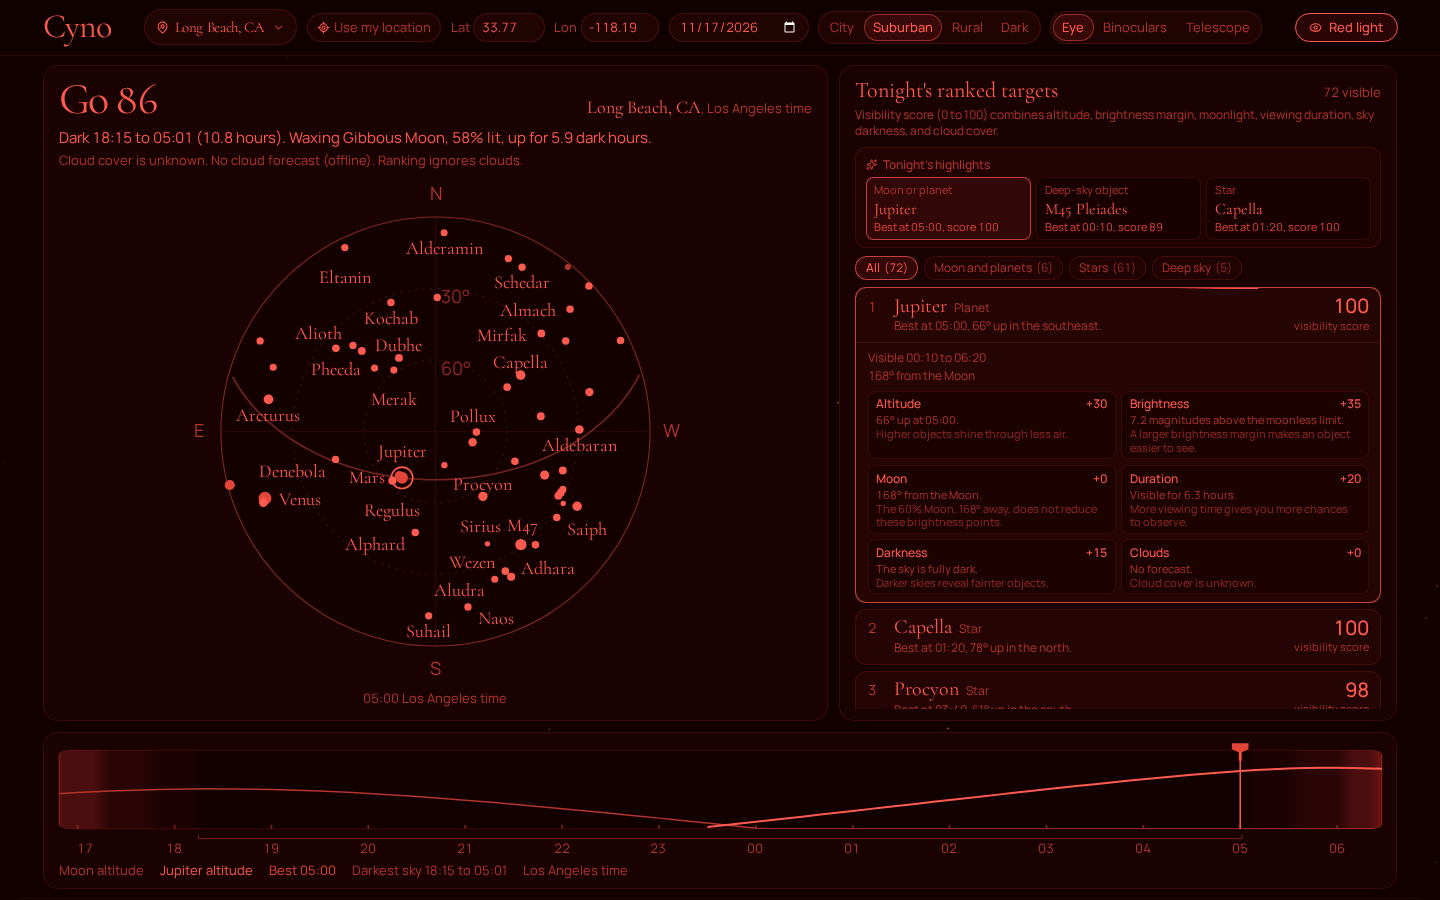 Cyno
Long Beach, CA
Use my location
Lat 33.77
Lon -118.19
11/17/2026
City Suburban Rural Dark
Eye Binoculars Telescope
Red light
Go 86
Long Beach, CA, Los Angeles time
Dark 18:15 to 05:01 (10.8 hours). Waxing Gibbous Moon, 58% lit, up for 5.9 dark hours.
Cloud cover is unknown. No cloud forecast (offline). Ranking ignores clouds.
N
Alderamin
Eltanin
Schedar
30°
Almach
Kochab
Alioth
Mirfak
Dubhe
Capella
Phecda
60°
Merak
Arcturus
Pollux
E
W
Aldebaran
Jupiter
Denebola
Mars
Procyon
Venus
Regulus
Sirius
M47
Saiph
Alphard
Wezen
Adhara
Aludra
Naos
Suhail
S
05:00 Los Angeles time
Tonight's ranked targets
72 visible
Visibility score (0 to 100) combines altitude, brightness margin, moonlight, viewing duration, sky
darkness, and cloud cover.
Tonight's highlights
Moon or planet
Jupiter
Best at 05:00, score 100
Deep-sky object
M45 Pleiades
Best at 00:10, score 89
Star
Capella
Best at 01:20, score 100
All (72)
Moon and planets (6)
Stars (61)
Deep sky (5)
1 Jupiter Planet 100
Best at 05:00, 66° up in the southeast. visibility score
Visible 00:10 to 06:20
168° from the Moon
Altitude +30
66° up at 05:00.
Higher objects shine through less air.
Brightness +35
7.2 magnitudes above the moonless limit.
A larger brightness margin makes an object
easier to see.
Moon +0
168° from the Moon.
The 60% Moon, 168° away, does not reduce
these brightness points.
Duration +20
Visible for 6.3 hours.
More viewing time gives you more chances
to observe.
Darkness +15
The sky is fully dark.
Darker skies reveal fainter objects.
Clouds +0
No forecast.
Cloud cover is unknown.
2 Capella Star 100
Best at 01:20, 78° up in the north. visibility score
3 Procyon Star 98
Best at 03:40, 61° up in the south. visibility score
17 18 19 20 21 22 23 00 01 02 03 04 05 06
Moon altitude
Jupiter altitude
Best 05:00
Darkest sky 18:15 to 05:01
Los Angeles time